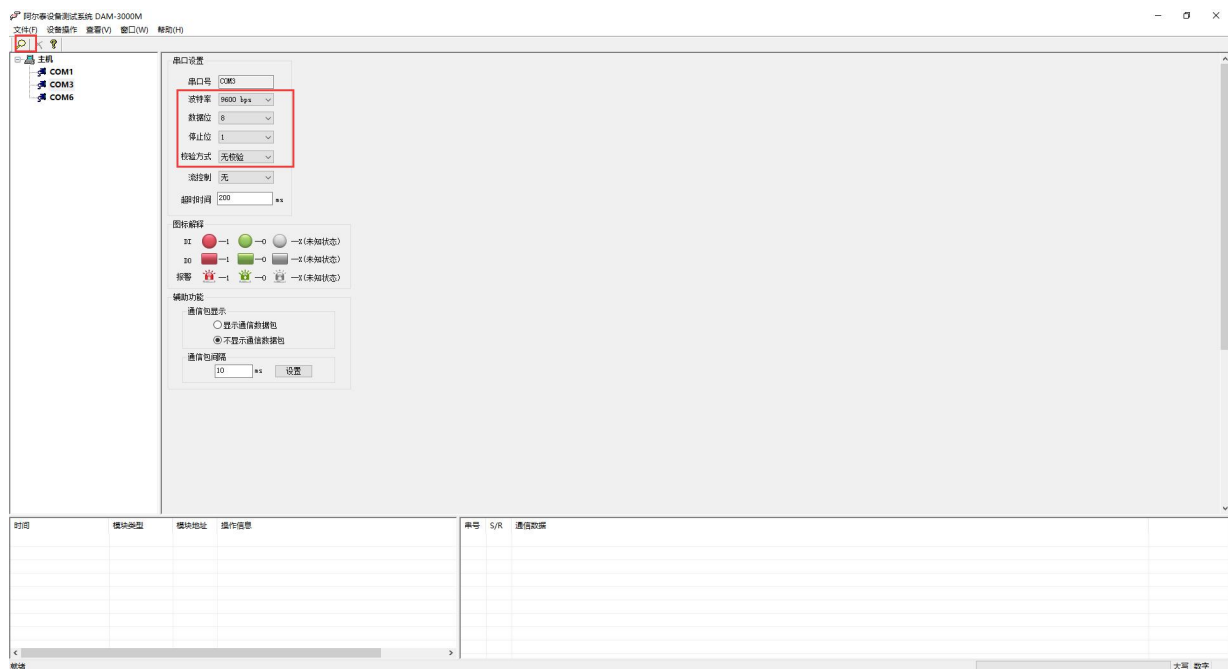 阿尔泰设备测试系统 DAM-3000M
文件(F) 设备操作 查看(V) 窗口(W) 帮助(H)
主机
COM1
COM3
COM6
串口设置
串口号 COM3
波特率 9600 bps
数据位 8
停止位 1
校验方式 无校验
流控制 无
超时时间 200 ms
图标解释
DI —1 —0 —X(未知状态)
DO —1 —0 —X(未知状态)
报警 —1 —0 —X(未知状态)
辅助功能
通信包显示
显示通信数据包
不显示通信数据包
通信包间隔
10 ms 设置
时间 模块类型 模块地址 操作信息
串号 S/R 通信数据
就绪
大写 数字